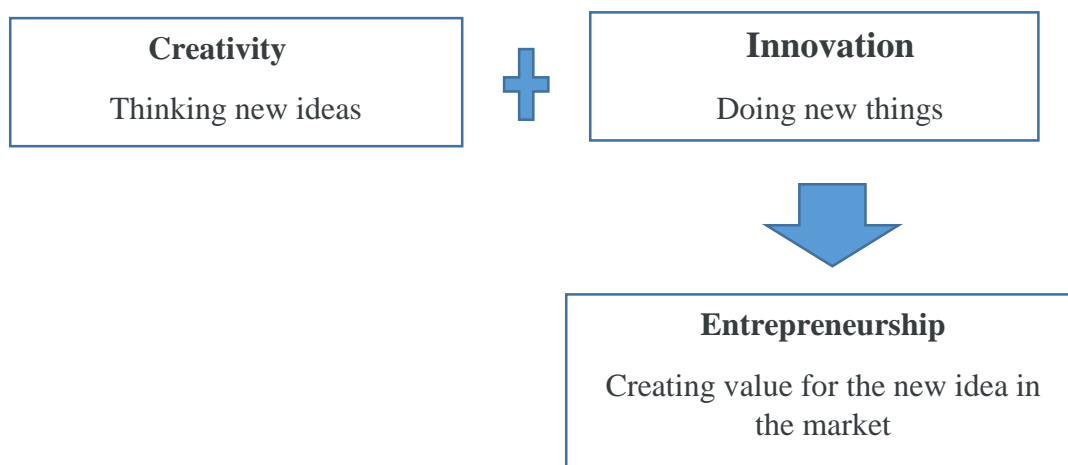 Creativity
Thinking new ideas
Innovation
Doing new things
Entrepreneurship
Creating value for the new idea in
the market